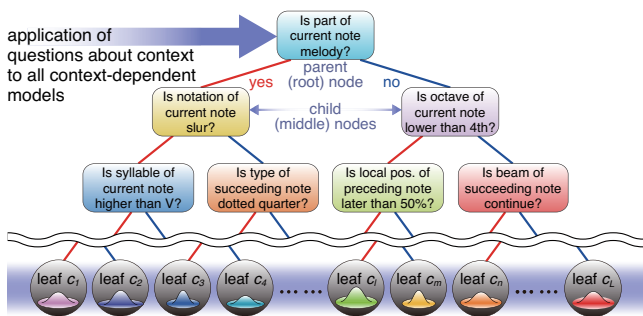 application of
questions about context
to all context-dependent
models
Is part of
current note
melody?
yes
parent
(root) node
no
Is notation of
current note
slur?
child
(middle) nodes
Is octave of
current note
lower than 4th?
Is syllable of
current note
higher than V?
Is type of
succeeding note
dotted quarter?
Is local pos. of
preceding note
later than 50%?
Is beam of
succeeding note
continue?
leaf c1 leaf c2 leaf c3 leaf c4 ... ... leaf ci leaf cm leaf cn ... ... leaf cL